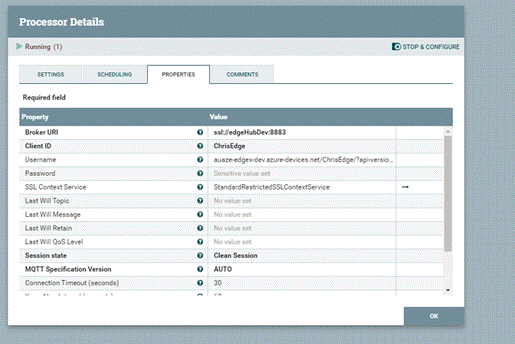 Processor Details
Running (1)
STOP & CONFIGURE
SETTINGS SCHEDULING PROPERTIES COMMENTS
Required field
Property Value
Broker URI ssl://edgeHubDev:8883
Client ID ChrisEdge
Username auaze-edgex-dev.azure-devices.net/ChrisEdge/?api-versio...
Password Sensitive value set
SSL Context Service StandardRestrictedSSLContextService
Last Will Topic No value set
Last Will Message No value set
Last Will Retain No value set
Last Will QoS Level No value set
Session state Clean Session
MQTT Specification Version AUTO
Connection Timeout (seconds) 30
OK